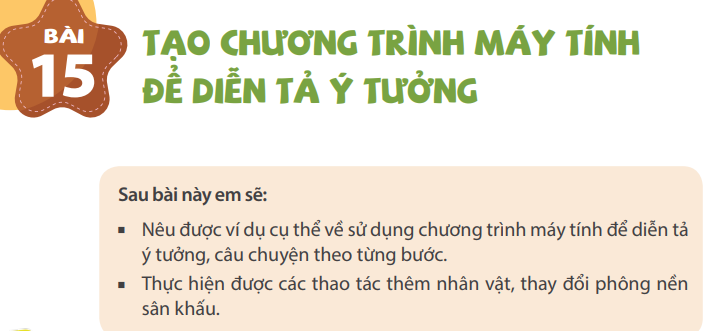 BÀI
15
TẠO CHƯƠNG TRÌNH MÁY TÍNH
ĐỂ DIỄN TẢ Ý TƯỞNG
Sau bài này em sẽ:
▪ Nêu được ví dụ cụ thể về sử dụng chương trình máy tính để diễn tả
ý tưởng, câu chuyện theo từng bước.
▪ Thực hiện được các thao tác thêm nhân vật, thay đổi phông nền
sân khấu.